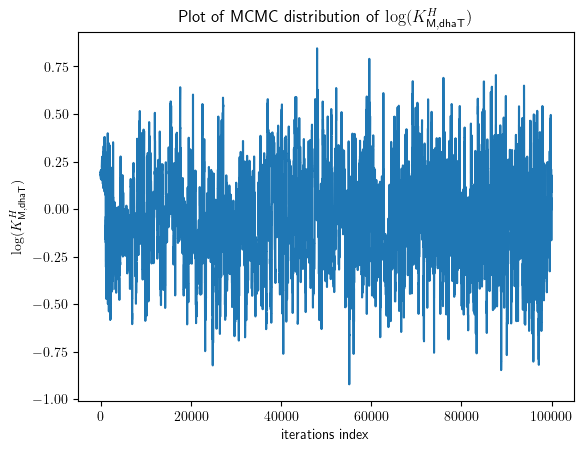 Plot of MCMC distribution of log(K^H_M,dhaT)
0.75
0.50
0.25
0.00
−0.25
−0.50
−0.75
−1.00
log(K^H_M,dhaT)
0 20000 40000 60000 80000 100000
iterations index